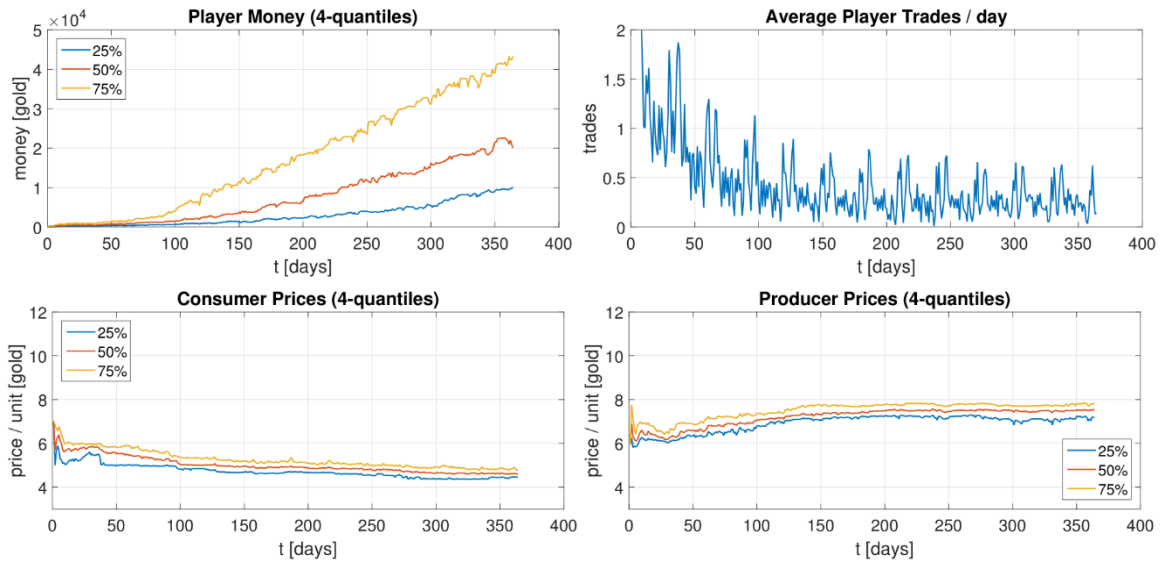 Player Money (4-quantiles)
×10⁴
5
4
3
2
1
0
money [gold]
25%
50%
75%
0 50 100 150 200 250 300 350 400
t [days]
Average Player Trades / day
2
1.5
1
0.5
0
trades
0 50 100 150 200 250 300 350 400
t [days]
Consumer Prices (4-quantiles)
12
10
8
6
4
price / unit [gold]
25%
50%
75%
0 50 100 150 200 250 300 350 400
t [days]
Producer Prices (4-quantiles)
12
10
8
6
4
price / unit [gold]
25%
50%
75%
0 50 100 150 200 250 300 350 400
t [days]